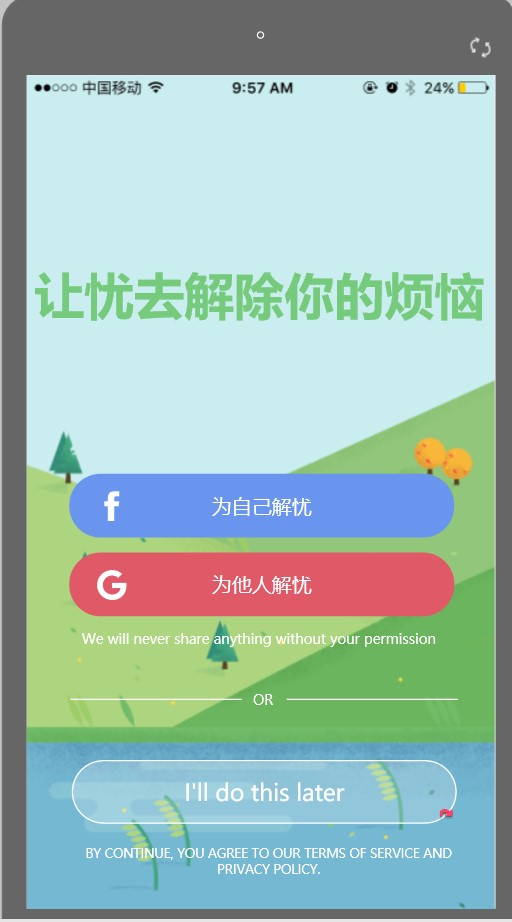 中国移动
9:57 AM
24%
让忧去解除你的烦恼
f
为自己解忧
G
为他人解忧
We will never share anything without your permission
OR
I'll do this later
BY CONTINUE, YOU AGREE TO OUR TERMS OF SERVICE AND
PRIVACY POLICY.